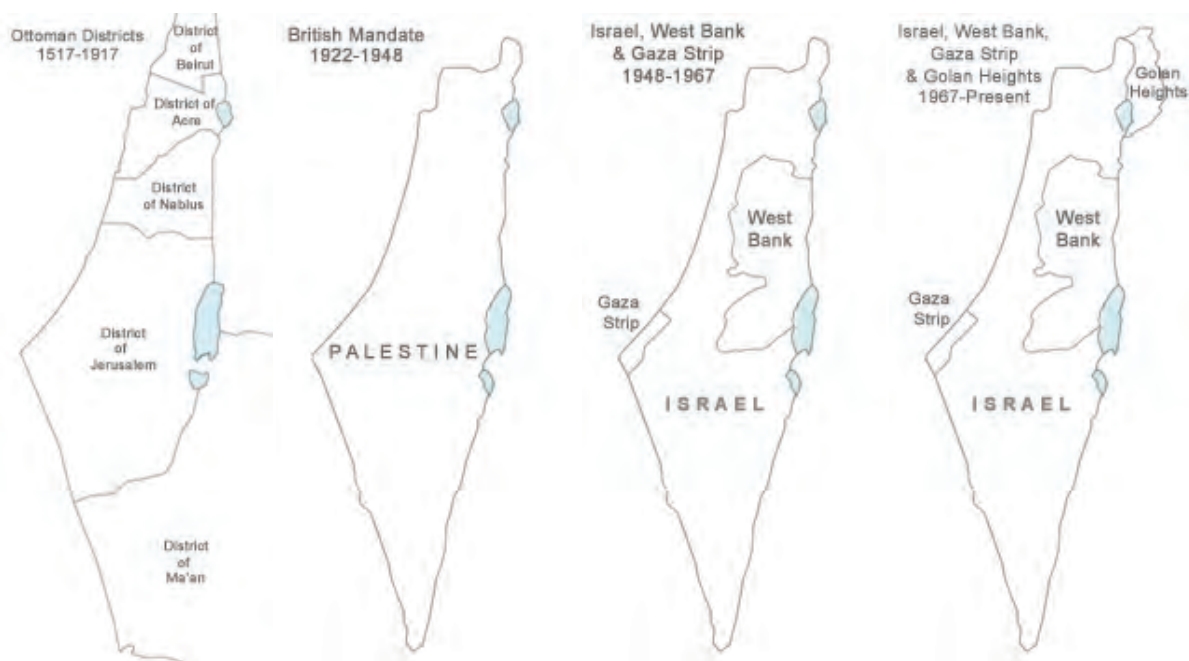 Ottoman Districts
1517-1917
District
of
Beirut
District of
Acre
District
of Nablus
District
of
Jerusalem
District
of
Ma'an
British Mandate
1922-1948
PALESTINE
Israel, West Bank
& Gaza Strip
1948-1967
West
Bank
Gaza
Strip
ISRAEL
Israel, West Bank,
Gaza Strip
& Golan Heights
1967-Present
Golan
Heights
West
Bank
Gaza
Strip
ISRAEL